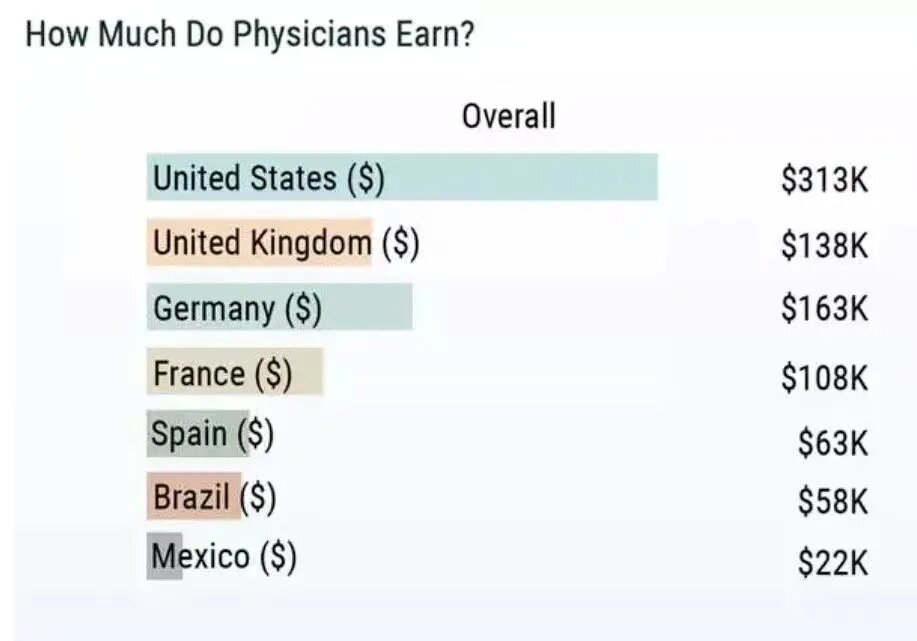 How Much Do Physicians Earn?
Overall
United States ($) $313K
United Kingdom ($) $138K
Germany ($) $163K
France ($) $108K
Spain ($) $63K
Brazil ($) $58K
Mexico ($) $22K